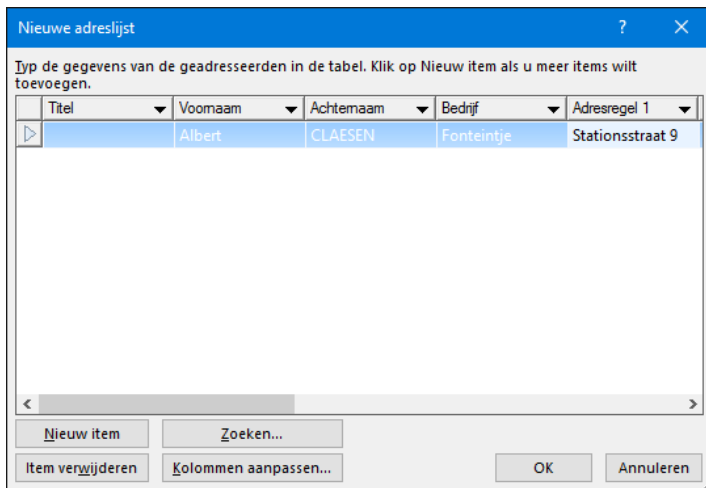 Nieuwe adreslijst ?
Typ de gegevens van de geadresseerden in de tabel. Klik op Nieuw item als u meer items wilt
toevoegen.
Titel Voornaam Achternaam Bedrijf Adresregel 1
Albert CLAESEN Fonteintje Stationsstraat 9
Nieuw item Zoeken...
Item verwijderen Kolommen aanpassen... OK Annuleren